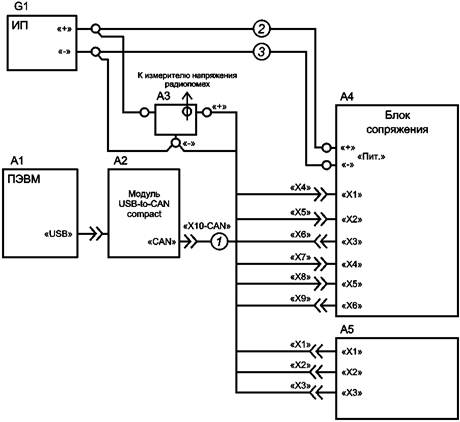 G1
ИП
«+»
«-»
2
3
К измерителю напряжения
радиопомех
A3
«+»
«-»
A4
Блок
сопряжения
«+»
«Пит.»
«-»
A1
ПЭВМ
«USB»
A2
Модуль
USB-to-CAN
compact
«CAN»
«X10-CAN»
1
«X4»
«X1»
«X5»
«X2»
«X6»
«X3»
«X7»
«X4»
«X8»
«X5»
«X9»
«X6»
A5
«X1»
«X1»
«X2»
«X2»
«X3»
«X3»